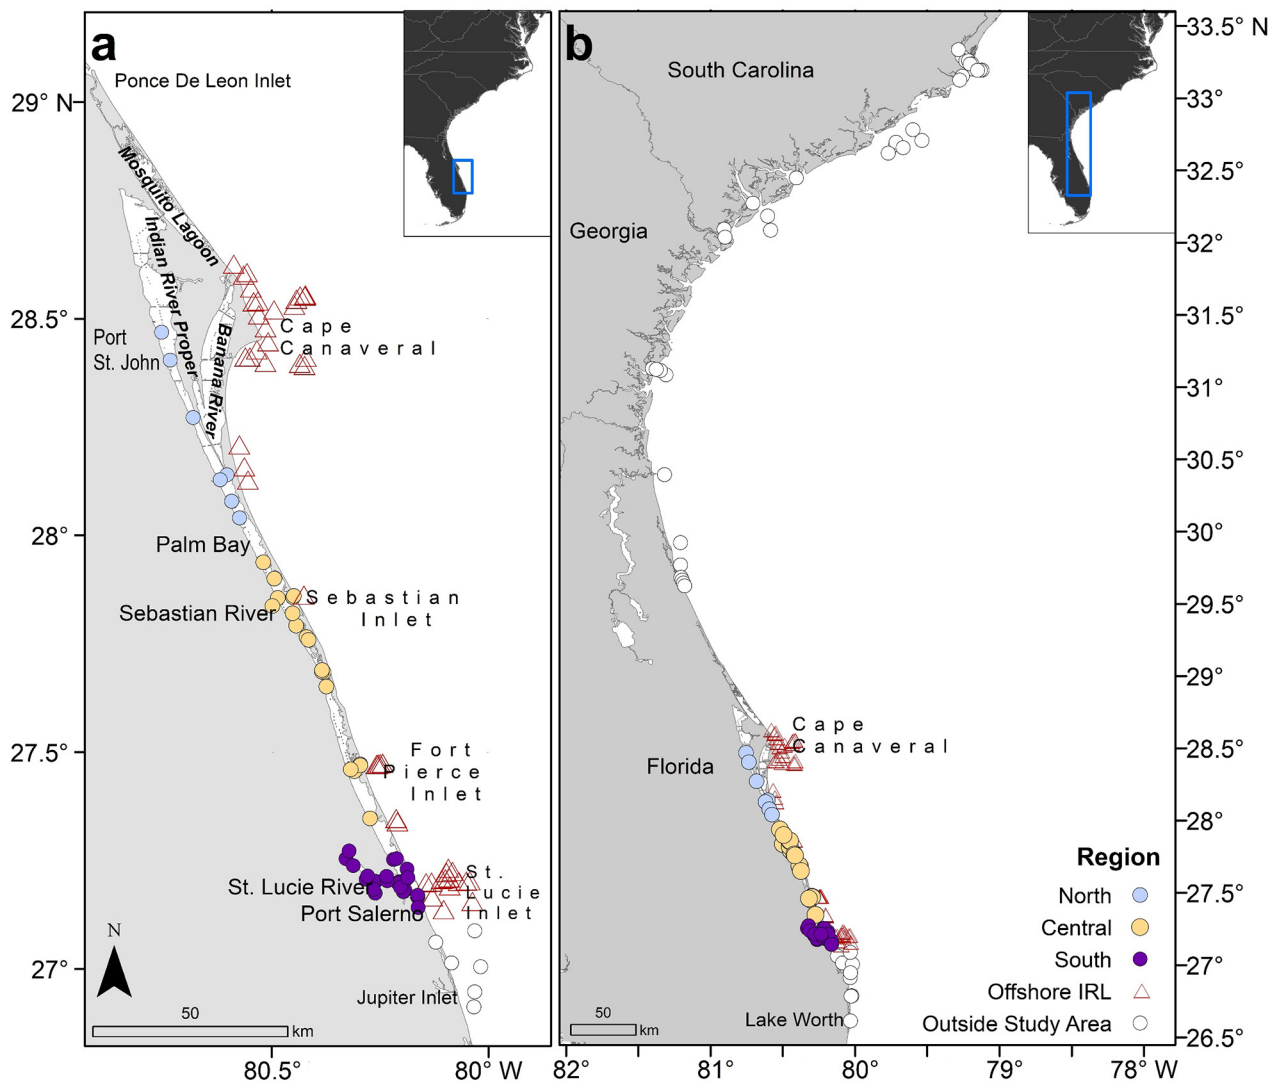 a
Ponce De Leon Inlet
29° N
Mosquito Lagoon
Indian River Proper
Banana River
28.5°
Port
St. John
Cape
Canaveral
28°
Palm Bay
Sebastian River
Sebastian
Inlet
27.5°
Fort
Pierce
Inlet
St. Lucie River
Port Salerno
St.
Lucie
Inlet
27°
N
Jupiter Inlet
50
km
80.5°
80° W
b
South Carolina
Georgia
Florida
Cape
Canaveral
Lake Worth
50
km
33.5° N
33°
32.5°
32°
31.5°
31°
30.5°
30°
29.5°
29°
28.5°
28°
27.5°
27°
26.5°
Region
North
Central
South
Offshore IRL
Outside Study Area
82°
81°
80°
79°
78° W